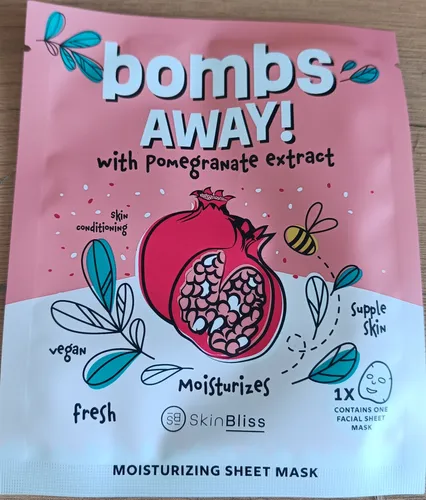 bombs
AWAY!
with pomegranate extract
skin
conditioning
vegan
Supple
skin
Moisturizes
fresh
SkinBliss
1X
CONTAINS ONE
FACIAL SHEET
MASK
MOISTURIZING SHEET MASK